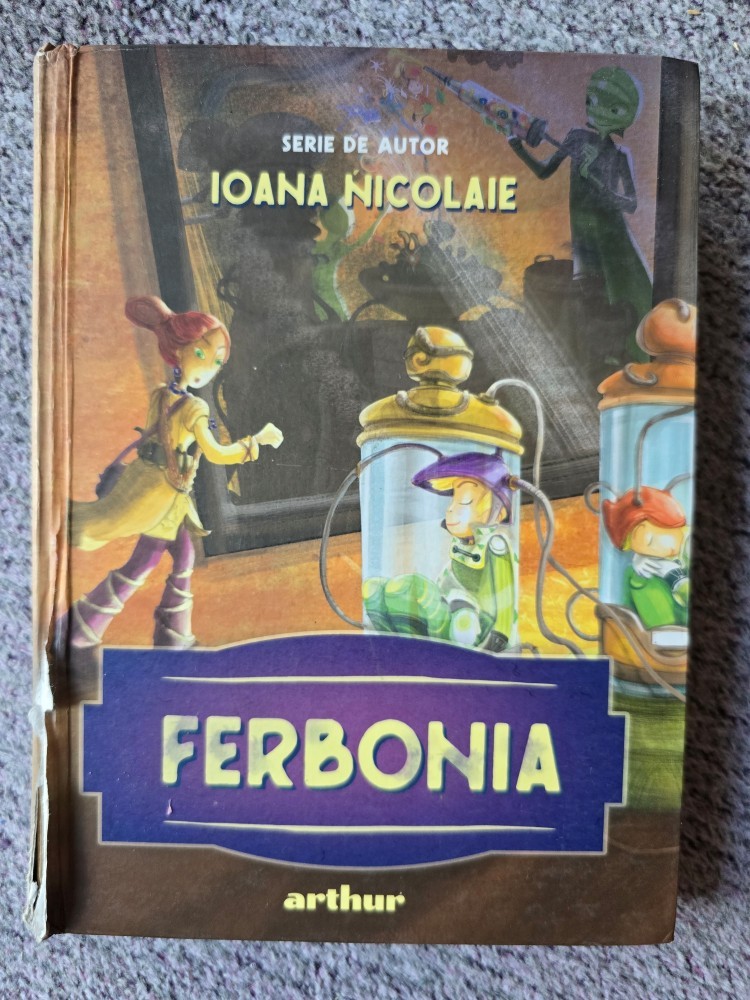 SERIE DE AUTOR
IOANA NICOLAIE
FERBONIA
arthur